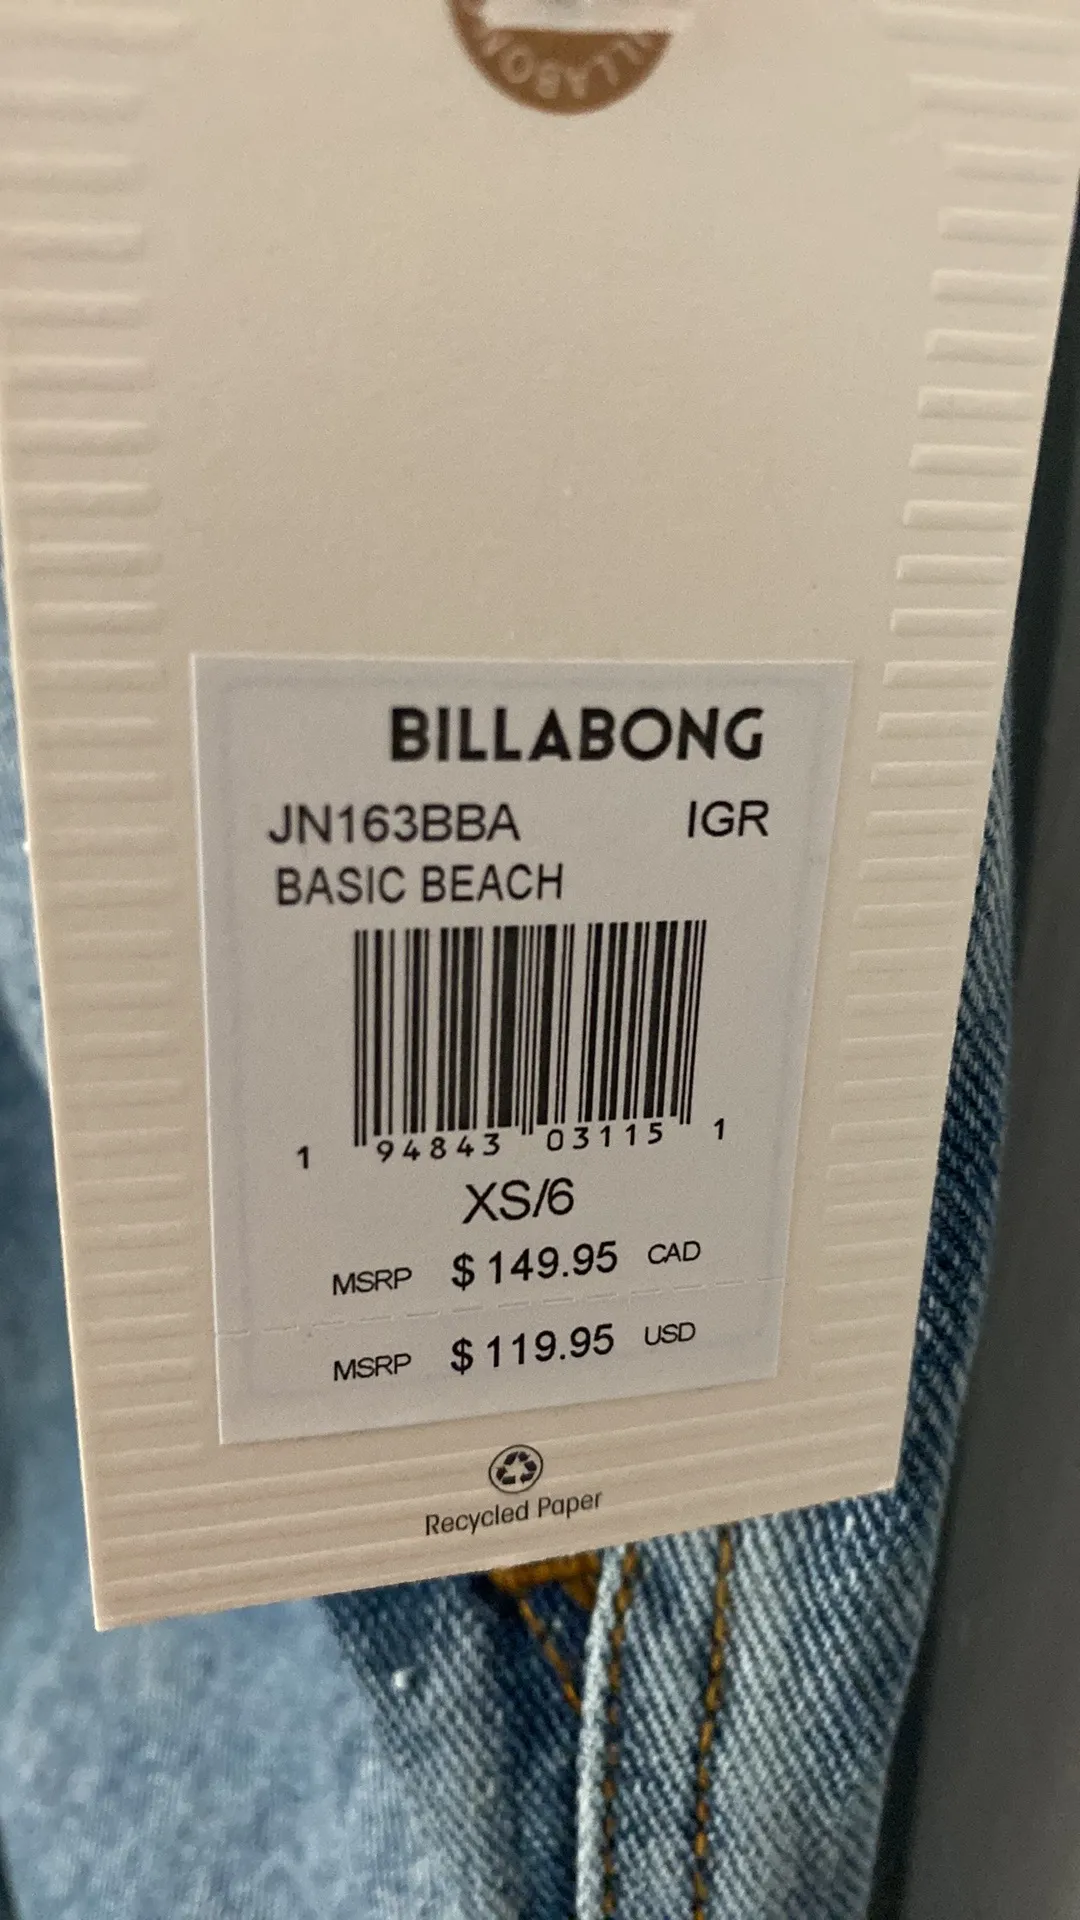 BILLABONG
JN163BBA IGR
BASIC BEACH
1 94843 03115 1
XS/6
MSRP $ 149.95 CAD
MSRP $ 119.95 USD
Recycled Paper